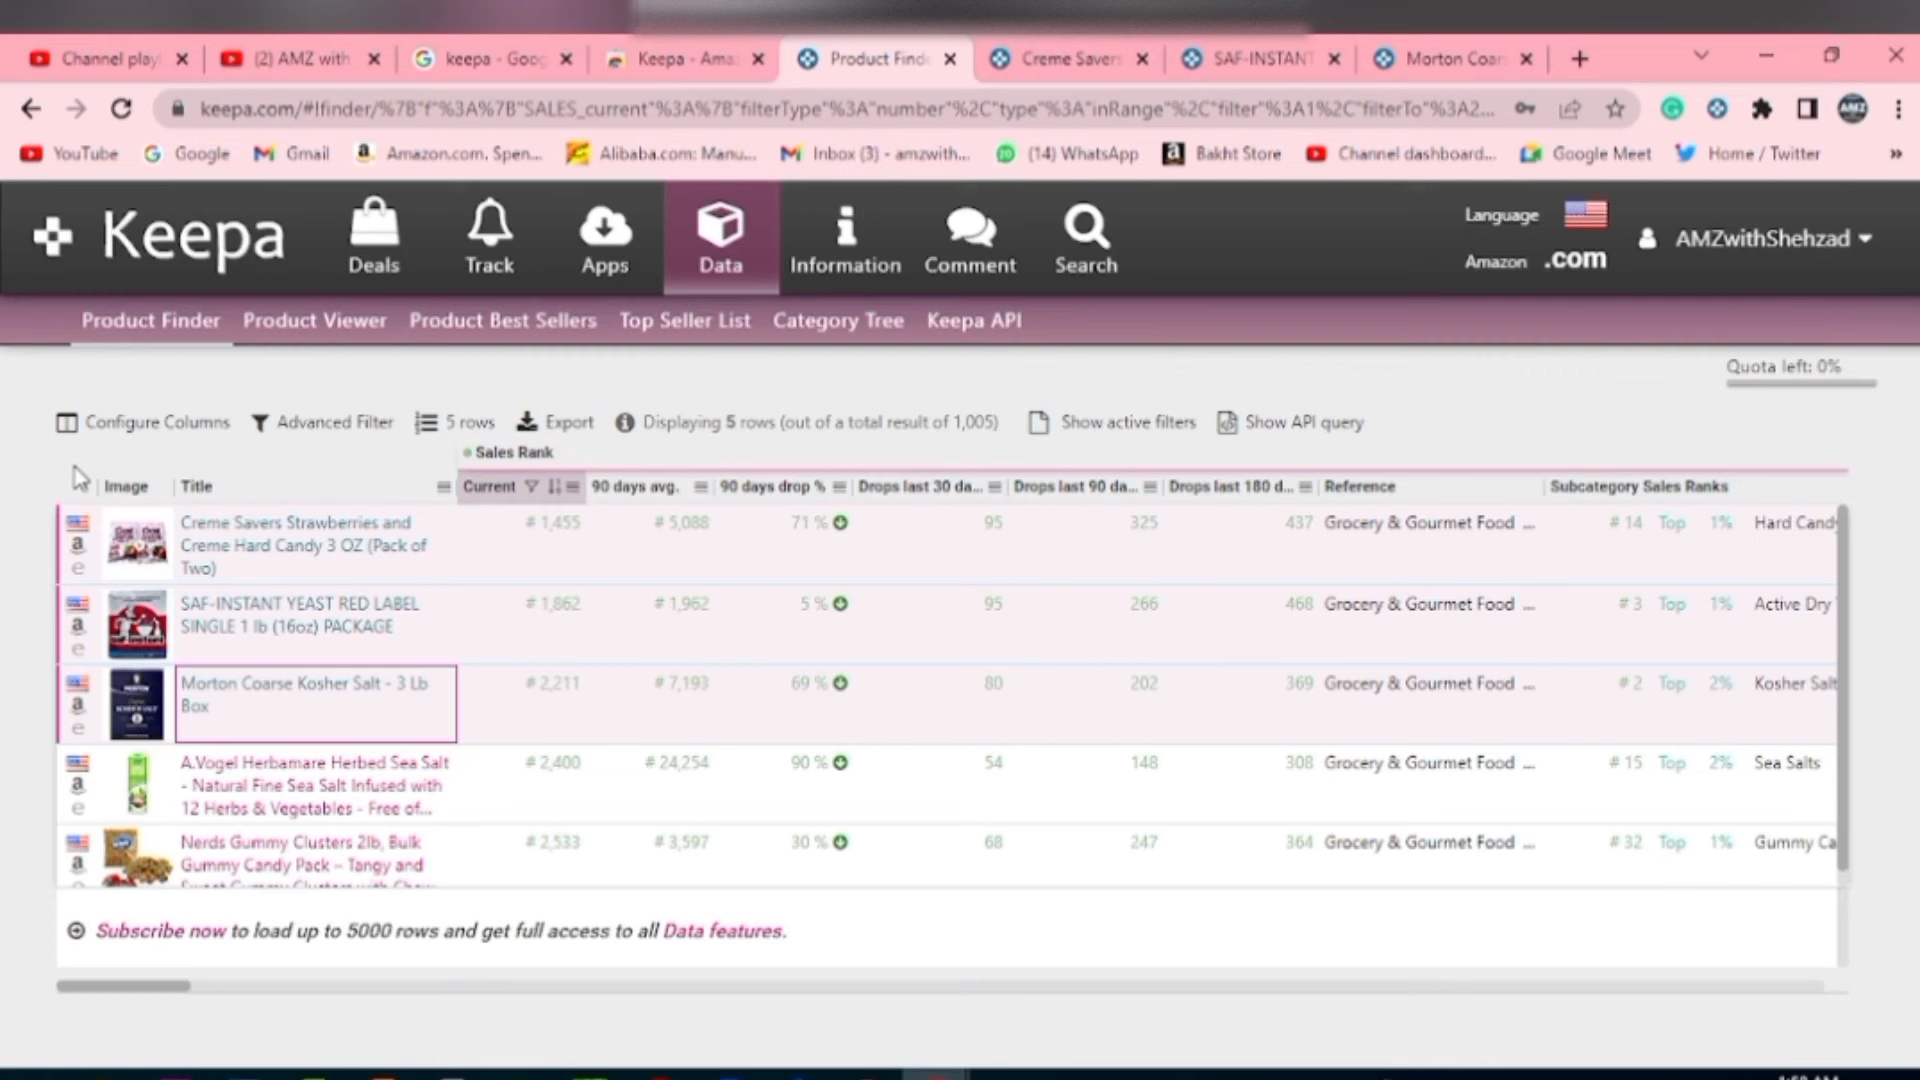 Channel play
(2) AMZ with
keepa - Goog
Keepa - Ama
Product Find
Creme Savers
SAF-INSTANT
Morton Coar
keepa.com/#!finder/%7B"f"%3A%7B"SALES_current"%3A%7B"filterType"%3A"number"%2C"type"%3A"inRange"%2C"filter"%3A1%2C"filterTo"%3A2...
AMZ
YouTube
Google
Gmail
Amazon.com. Spen...
Alibaba.com: Manu...
Inbox (3) - amzwith...
(14) WhatsApp
Bakht Store
Channel dashboard...
Google Meet
Home / Twitter
»
Keepa
Deals
Track
Apps
Data
Information
Comment
Search
Language
Amazon .com
AMZwithShehzad
Product Finder
Product Viewer
Product Best Sellers
Top Seller List
Category Tree
Keepa API
Quota left: 0%
Configure Columns
Advanced Filter
5 rows
Export
Displaying 5 rows (out of a total result of 1,005)
Show active filters
Show API query
Sales Rank
Image Title Current 90 days avg. 90 days drop % Drops last 30 da... Drops last 90 da... Drops last 180 d... Reference Subcategory Sales Ranks
Creme Savers Strawberries and # 1,455 # 5,088 71 % 95 325 437 Grocery & Gourmet Food ... # 14 Top 1% Hard Candy
Creme Hard Candy 3 OZ (Pack of
Two)
SAF-INSTANT YEAST RED LABEL # 1,862 # 1,962 5 % 95 266 468 Grocery & Gourmet Food ... # 3 Top 1% Active Dry
SINGLE 1 lb (16oz) PACKAGE
Morton Coarse Kosher Salt - 3 Lb # 2,211 # 7,193 69 % 80 202 369 Grocery & Gourmet Food ... # 2 Top 2% Kosher Salt
Box
A.Vogel Herbamare Herbed Sea Salt # 2,400 # 24,254 90 % 54 148 308 Grocery & Gourmet Food ... # 15 Top 2% Sea Salts
- Natural Fine Sea Salt Infused with
12 Herbs & Vegetables - Free of...
Nerds Gummy Clusters 2lb, Bulk # 2,533 # 3,597 30 % 68 247 364 Grocery & Gourmet Food ... # 32 Top 1% Gummy Ca
Gummy Candy Pack – Tangy and
Subscribe now to load up to 5000 rows and get full access to all Data features.